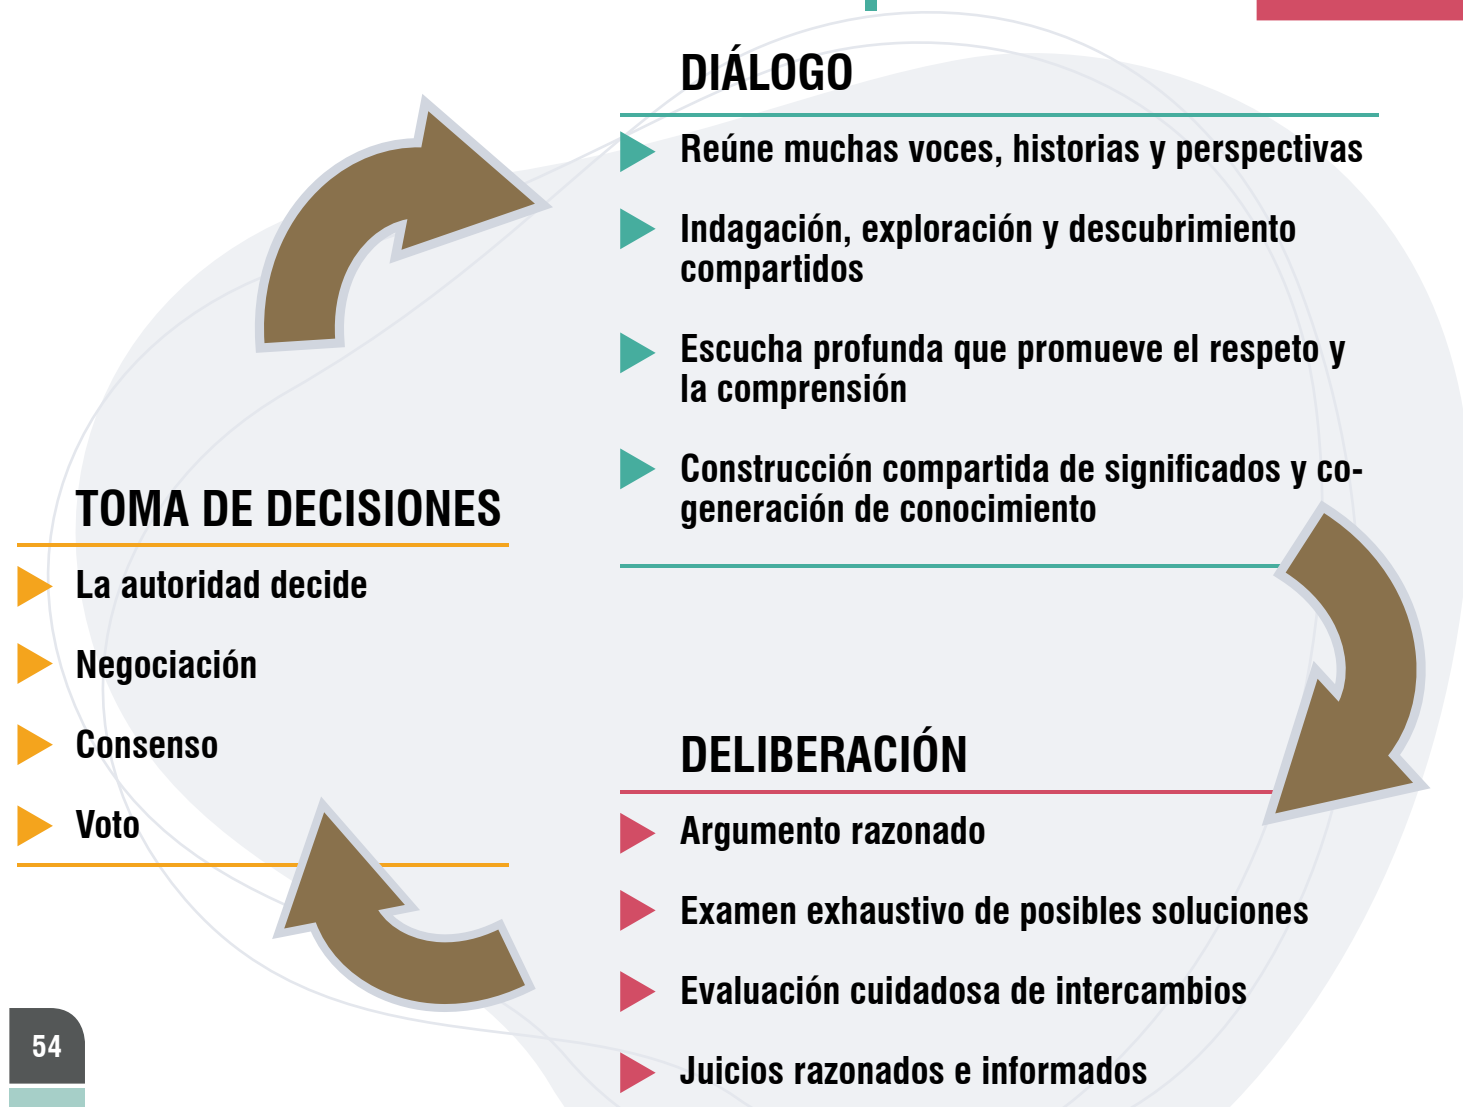 DIÁLOGO
Reúne muchas voces, historias y perspectivas
Indagación, exploración y descubrimiento
compartidos
Escucha profunda que promueve el respeto y
la comprensión
Construcción compartida de significados y co-
generación de conocimiento
TOMA DE DECISIONES
La autoridad decide
Negociación
Consenso
Voto
DELIBERACIÓN
Argumento razonado
Examen exhaustivo de posibles soluciones
Evaluación cuidadosa de intercambios
Juicios razonados e informados
54